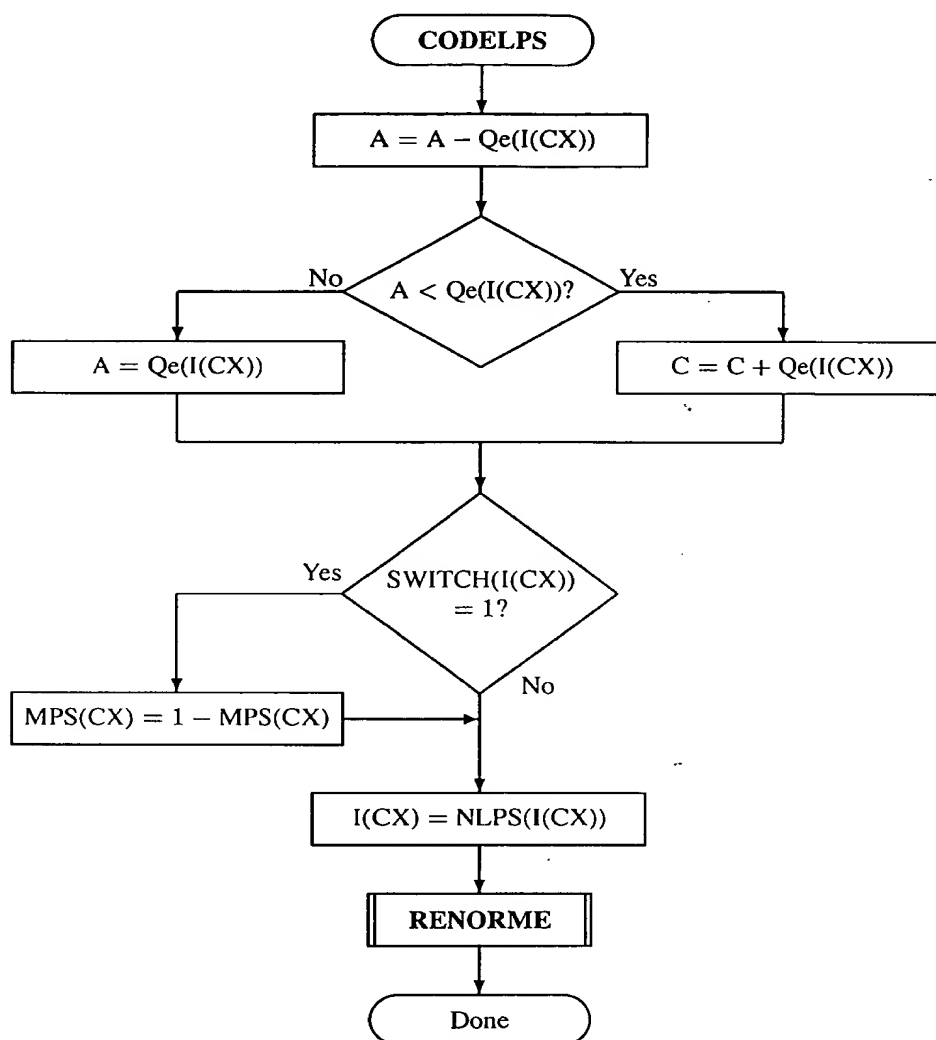 CODELPS
A = A − Qe(I(CX))
No
A < Qe(I(CX))?
Yes
A = Qe(I(CX))
C = C + Qe(I(CX))
Yes
SWITCH(I(CX))
= 1?
No
MPS(CX) = 1 − MPS(CX)
I(CX) = NLPS(I(CX))
RENORME
Done